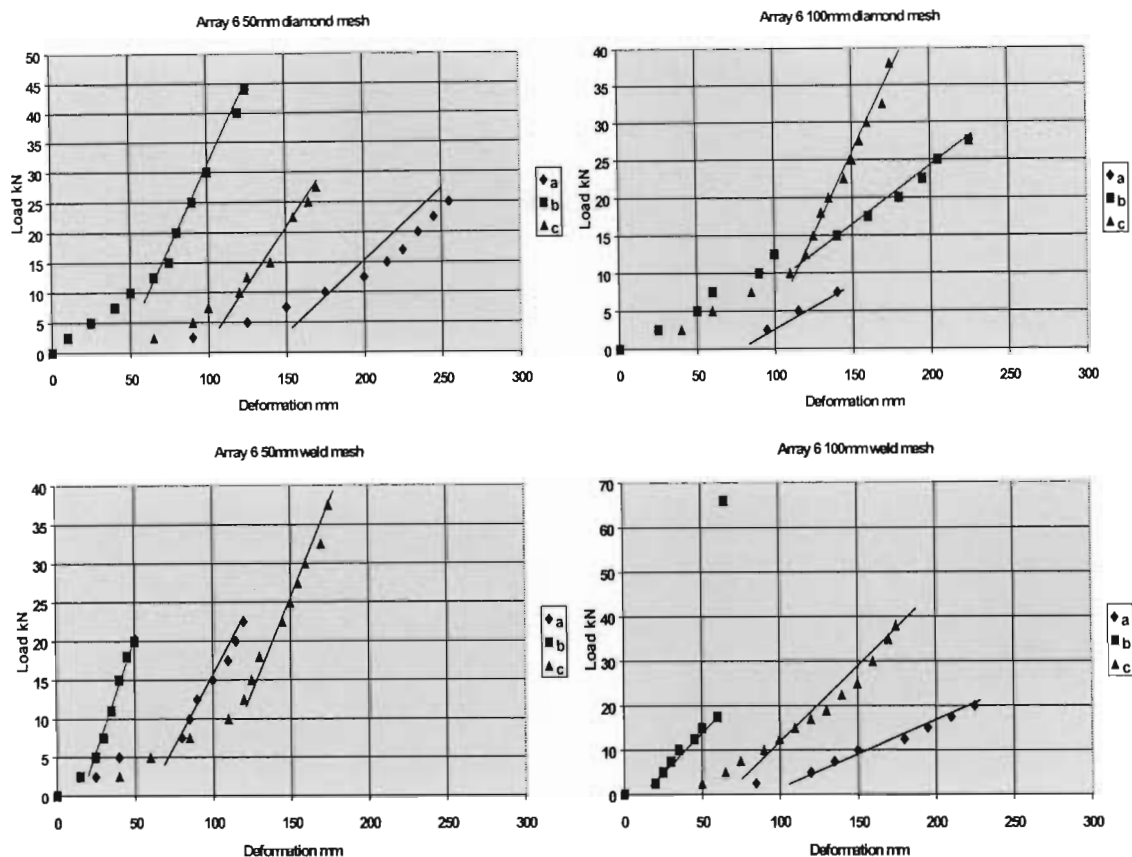 Array 6 50mm diamond mesh
50
45
40
35
30
25
20
15
10
5
0
Load kN
0 50 100 150 200 250 300
Deformation mm
a
b
c
Array 6 100mm diamond mesh
40
35
30
25
20
15
10
5
0
Load kN
0 50 100 150 200 250 300
Deformation mm
a
b
c
Array 6 50mm weld mesh
40
35
30
25
20
15
10
5
0
Load kN
0 50 100 150 200 250 300
Deformation mm
a
b
c
Array 6 100mm weld mesh
70
60
50
40
30
20
10
0
Load kN
0 50 100 150 200 250 300
Deformation mm
a
b
c